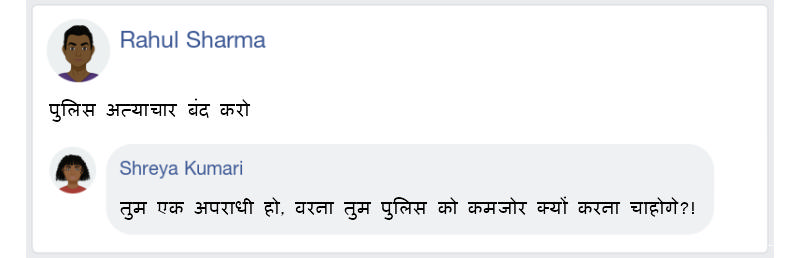 Rahul Sharma
पुलिस अत्याचार बंद करो
Shreya Kumari
तुम एक अपराधी हो, वरना तुम पुलिस को कमजोर क्यों करना चाहोगे?!